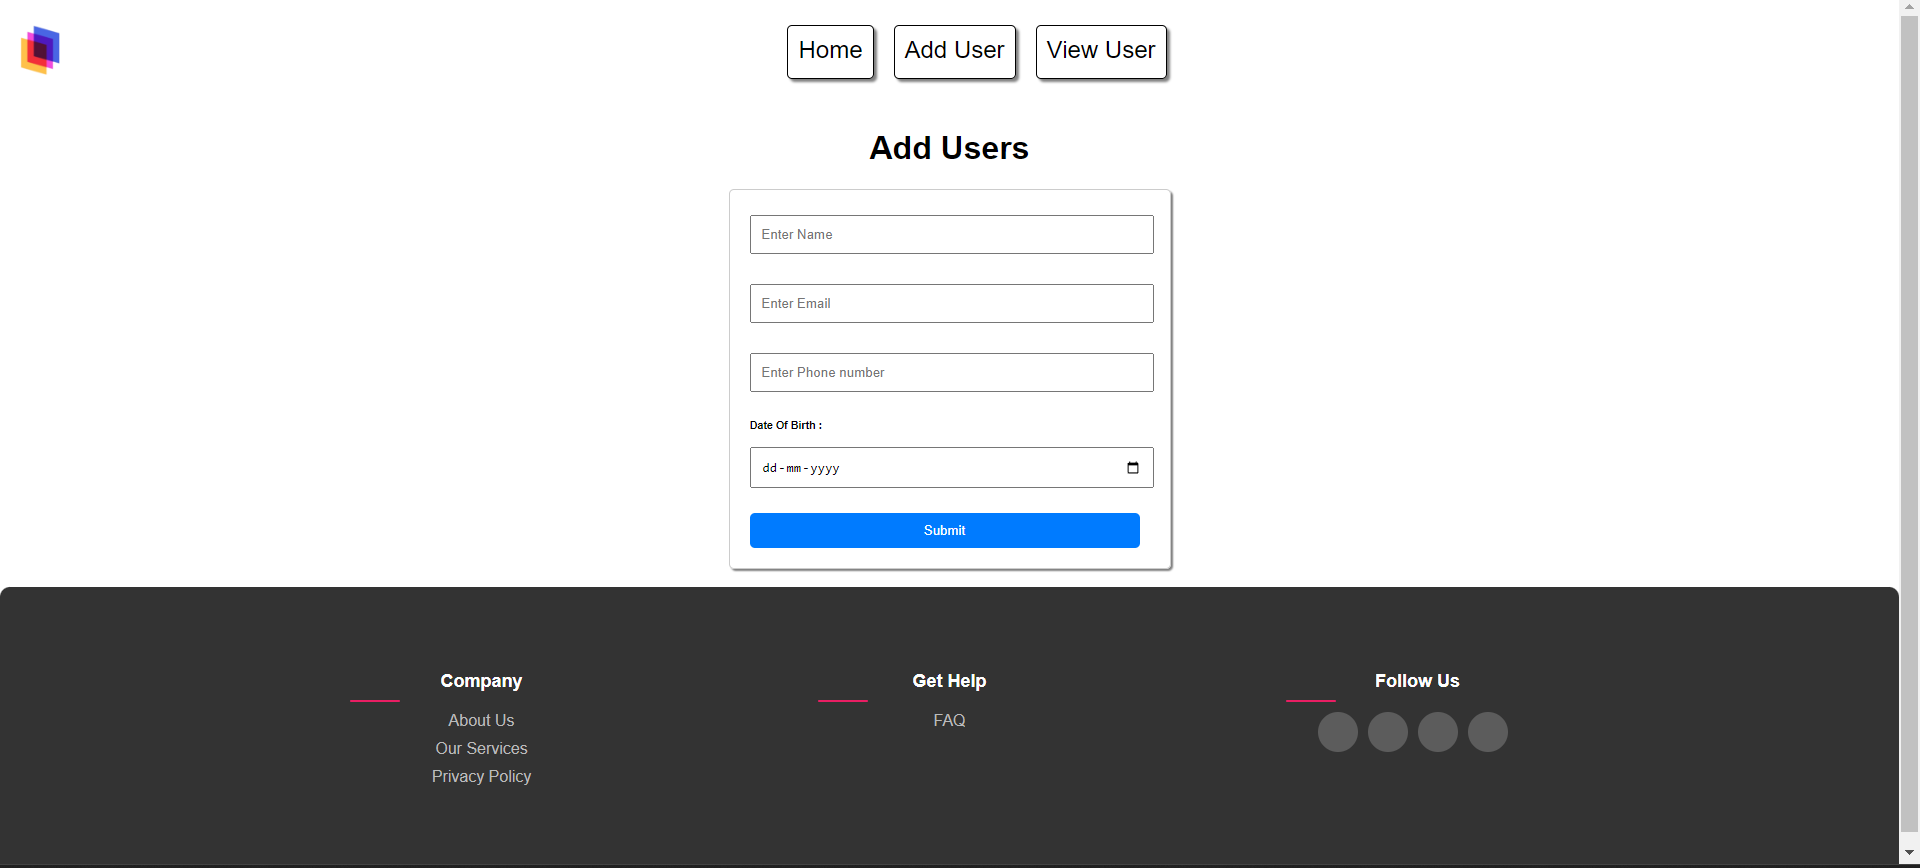 Home Add User View User
Add Users
Enter Name
Enter Email
Enter Phone number
Date Of Birth :
dd-mm-yyyy
Submit
Company
About Us
Our Services
Privacy Policy
Get Help
FAQ
Follow Us